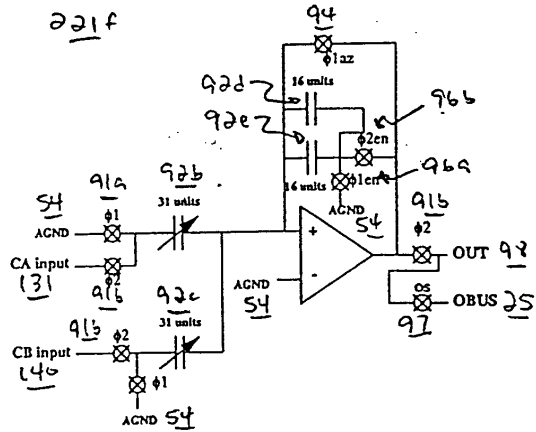 221f
94
φ1az
92d
16 units
92e
96b
φ2en
96a
16 units
φ1en
AGND
54
91a
92b
54
φ1
31 units
AGND
91b
φ2
OUT 98
CA input
131
φ2
91b
+
-
AGND
54
os
OBUS 25
97
91b
92c
φ2
31 units
CB input
140
φ1
AGND 54